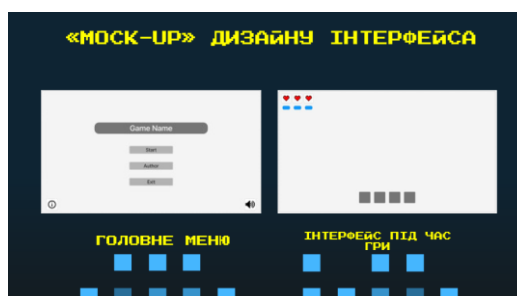 «MOCK-UP» ДИЗАЙНУ ІНТЕРФЕЙСА
Game Name
Start
Author
Exit
ГОЛОВНЕ МЕНЮ
ІНТЕРФЕЙС ПІД ЧАС
ГРИ